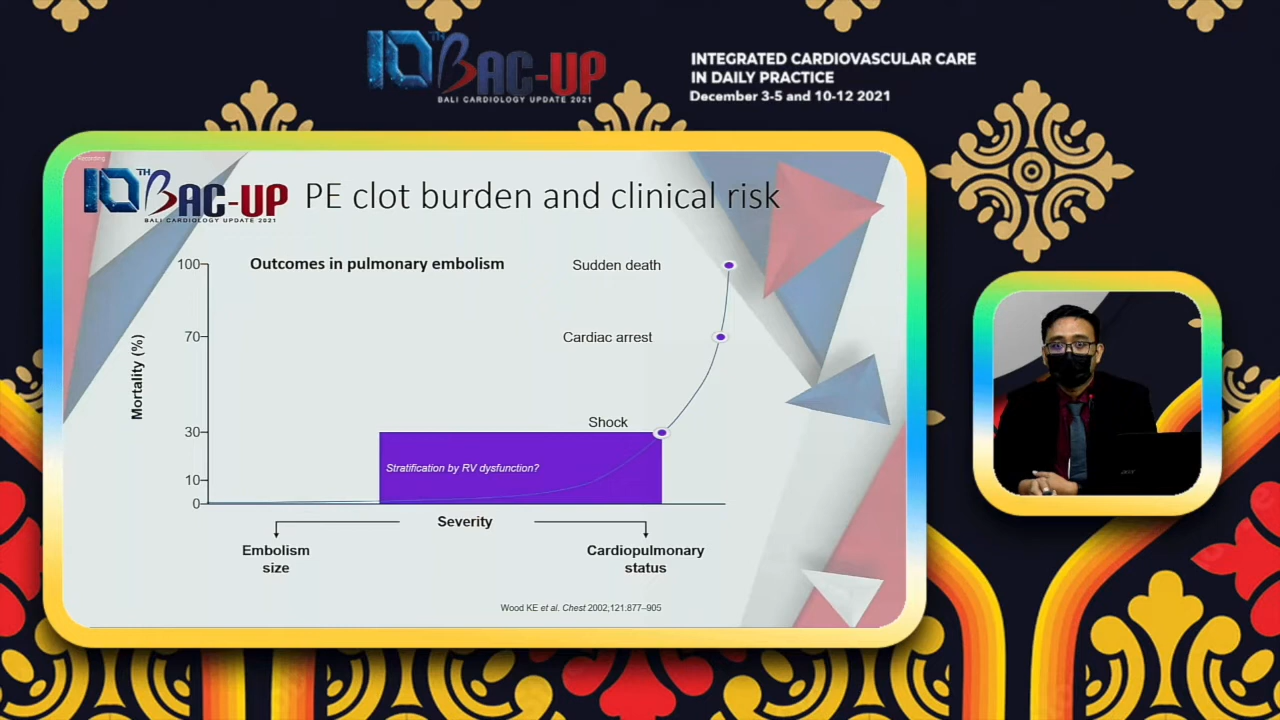 10TH BAC-UP
BALI CARDIOLOGY UPDATE 2021
INTEGRATED CARDIOVASCULAR CARE
IN DAILY PRACTICE
December 3-5 and 10-12 2021
Recording
10TH BAC-UP
BALI CARDIOLOGY UPDATE 2021
PE clot burden and clinical risk
Outcomes in pulmonary embolism
Mortality (%)
100
70
30
10
0
Sudden death
Cardiac arrest
Shock
Stratification by RV dysfunction?
Severity
Embolism
size
Cardiopulmonary
status
Wood KE et al. Chest 2002;121:877–905
acer